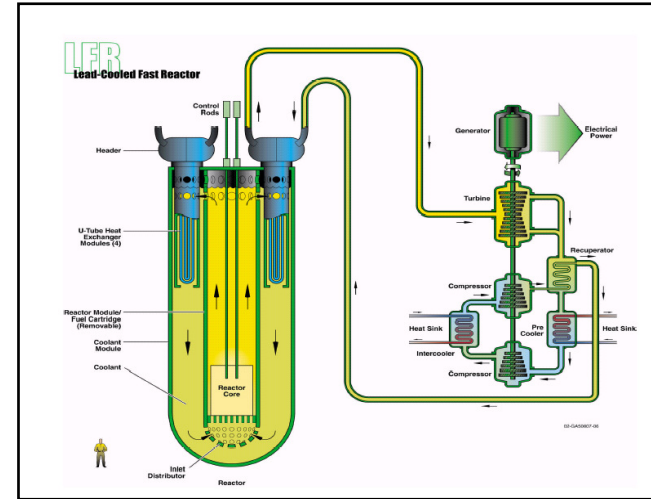 LFR
Lead-Cooled Fast Reactor
Control
Rods
Header
U-Tube Heat
Exchanger
Modules (4)
Reactor Module/
Fuel Cartridge
(Removable)
Coolant
Module
Coolant
Reactor
Core
Inlet
Distributor
Reactor
Generator
Electrical
Power
Turbine
Recuperator
Compressor
Heat Sink
Intercooler
Pre
Cooler
Heat Sink
Compressor
02-GA50807-06